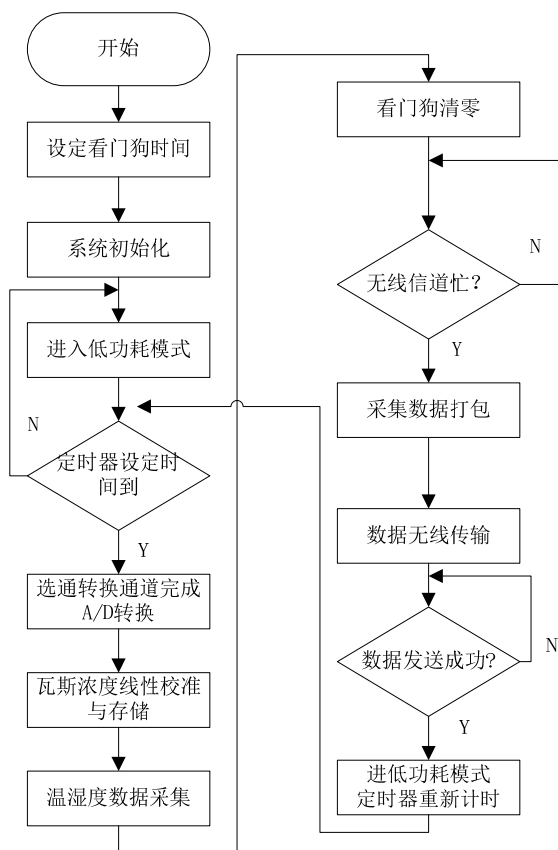 开始
设定看门狗时间
系统初始化
进入低功耗模式
N
定时器设定时
间到
Y
选通转换通道完成
A/D转换
瓦斯浓度线性校准
与存储
温湿度数据采集
看门狗清零
N
无线信道忙?
Y
采集数据打包
数据无线传输
N
数据发送成功?
Y
进低功耗模式
定时器重新计时